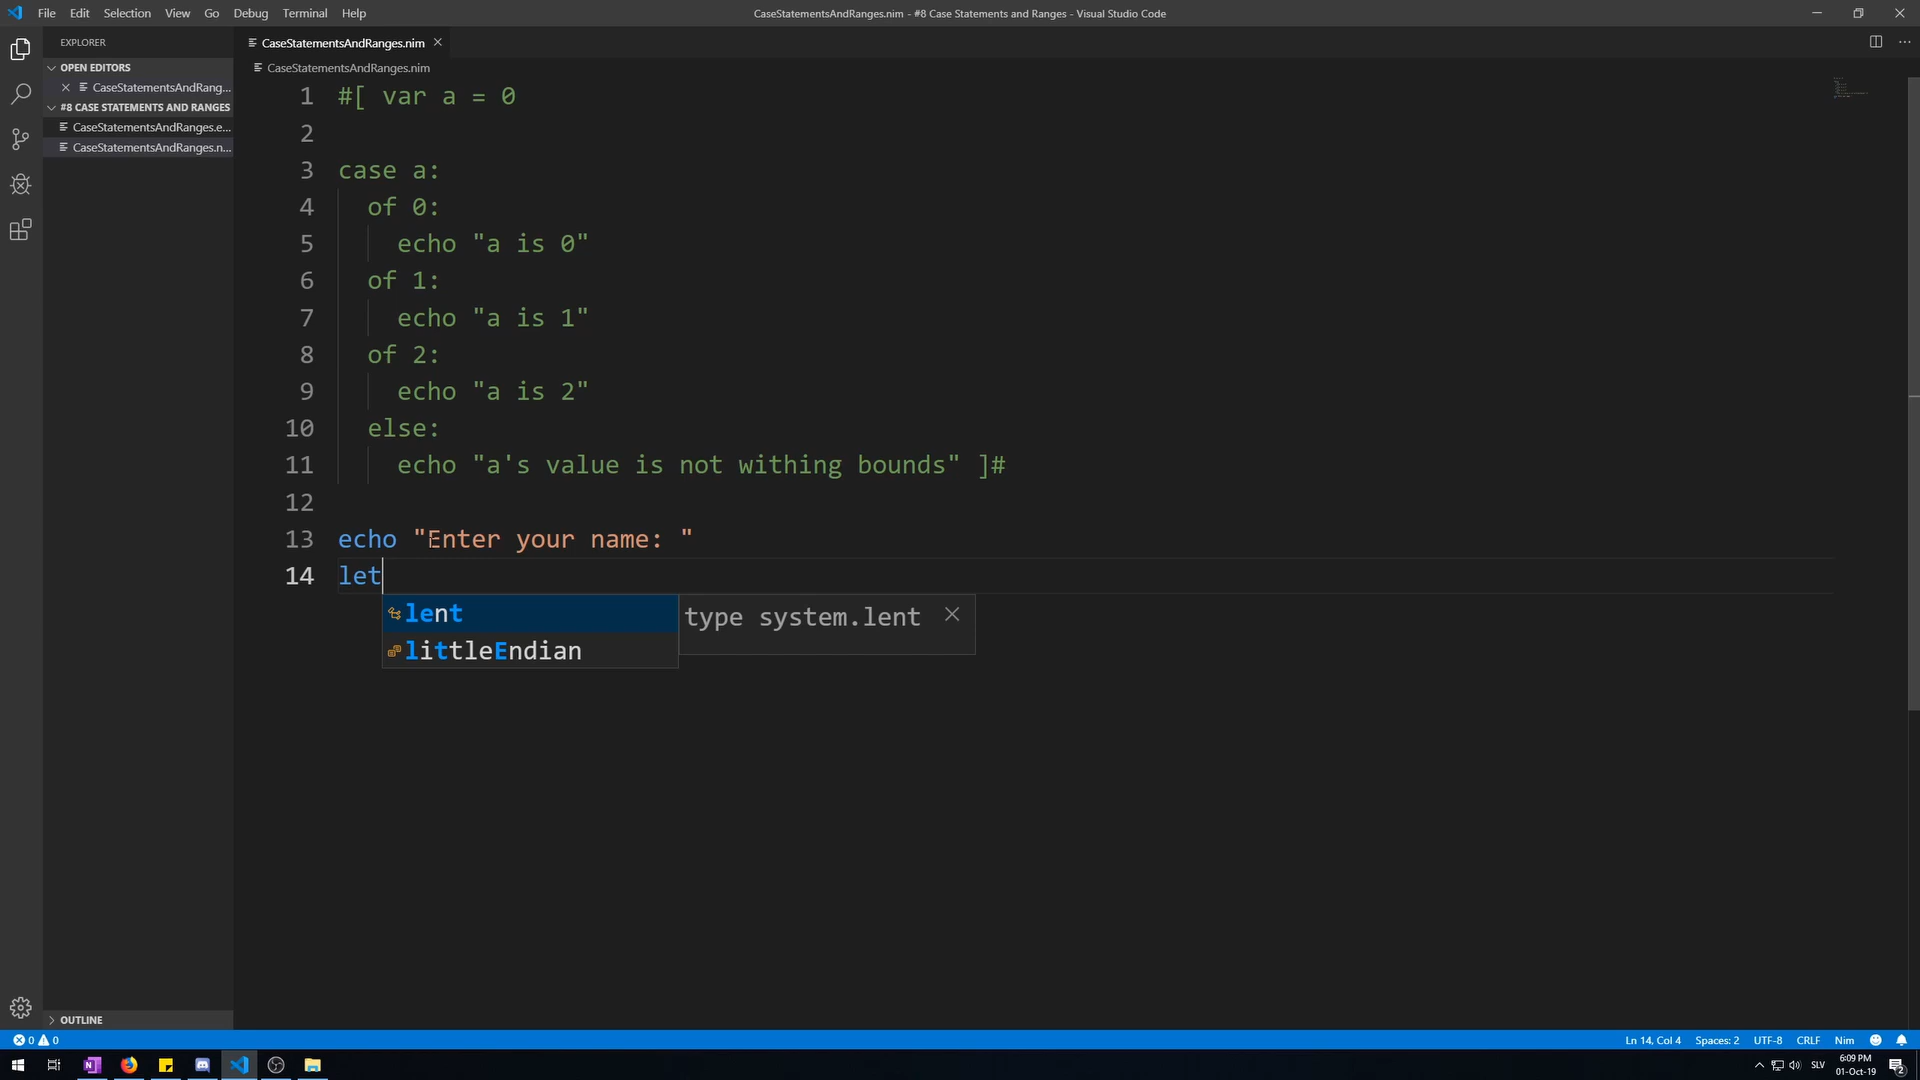 File Edit Selection View Go Debug Terminal Help
CaseStatementsAndRanges.nim - #8 Case Statements and Ranges - Visual Studio Code
EXPLORER
OPEN EDITORS
CaseStatementsAndRang...
#8 CASE STATEMENTS AND RANGES
CaseStatementsAndRanges.e...
CaseStatementsAndRanges.n...
OUTLINE
CaseStatementsAndRanges.nim
CaseStatementsAndRanges.nim
1 #[ var a = 0
2
3 case a:
4 of 0:
5 echo "a is 0"
6 of 1:
7 echo "a is 1"
8 of 2:
9 echo "a is 2"
10 else:
11 echo "a's value is not withing bounds" ]#
12
13 echo "Enter your name: "
14 let
lent
littleEndian
type system.lent
0 0
Ln 14, Col 4 Spaces: 2 UTF-8 CRLF Nim
SLV
6:09 PM
01-Oct-19
2